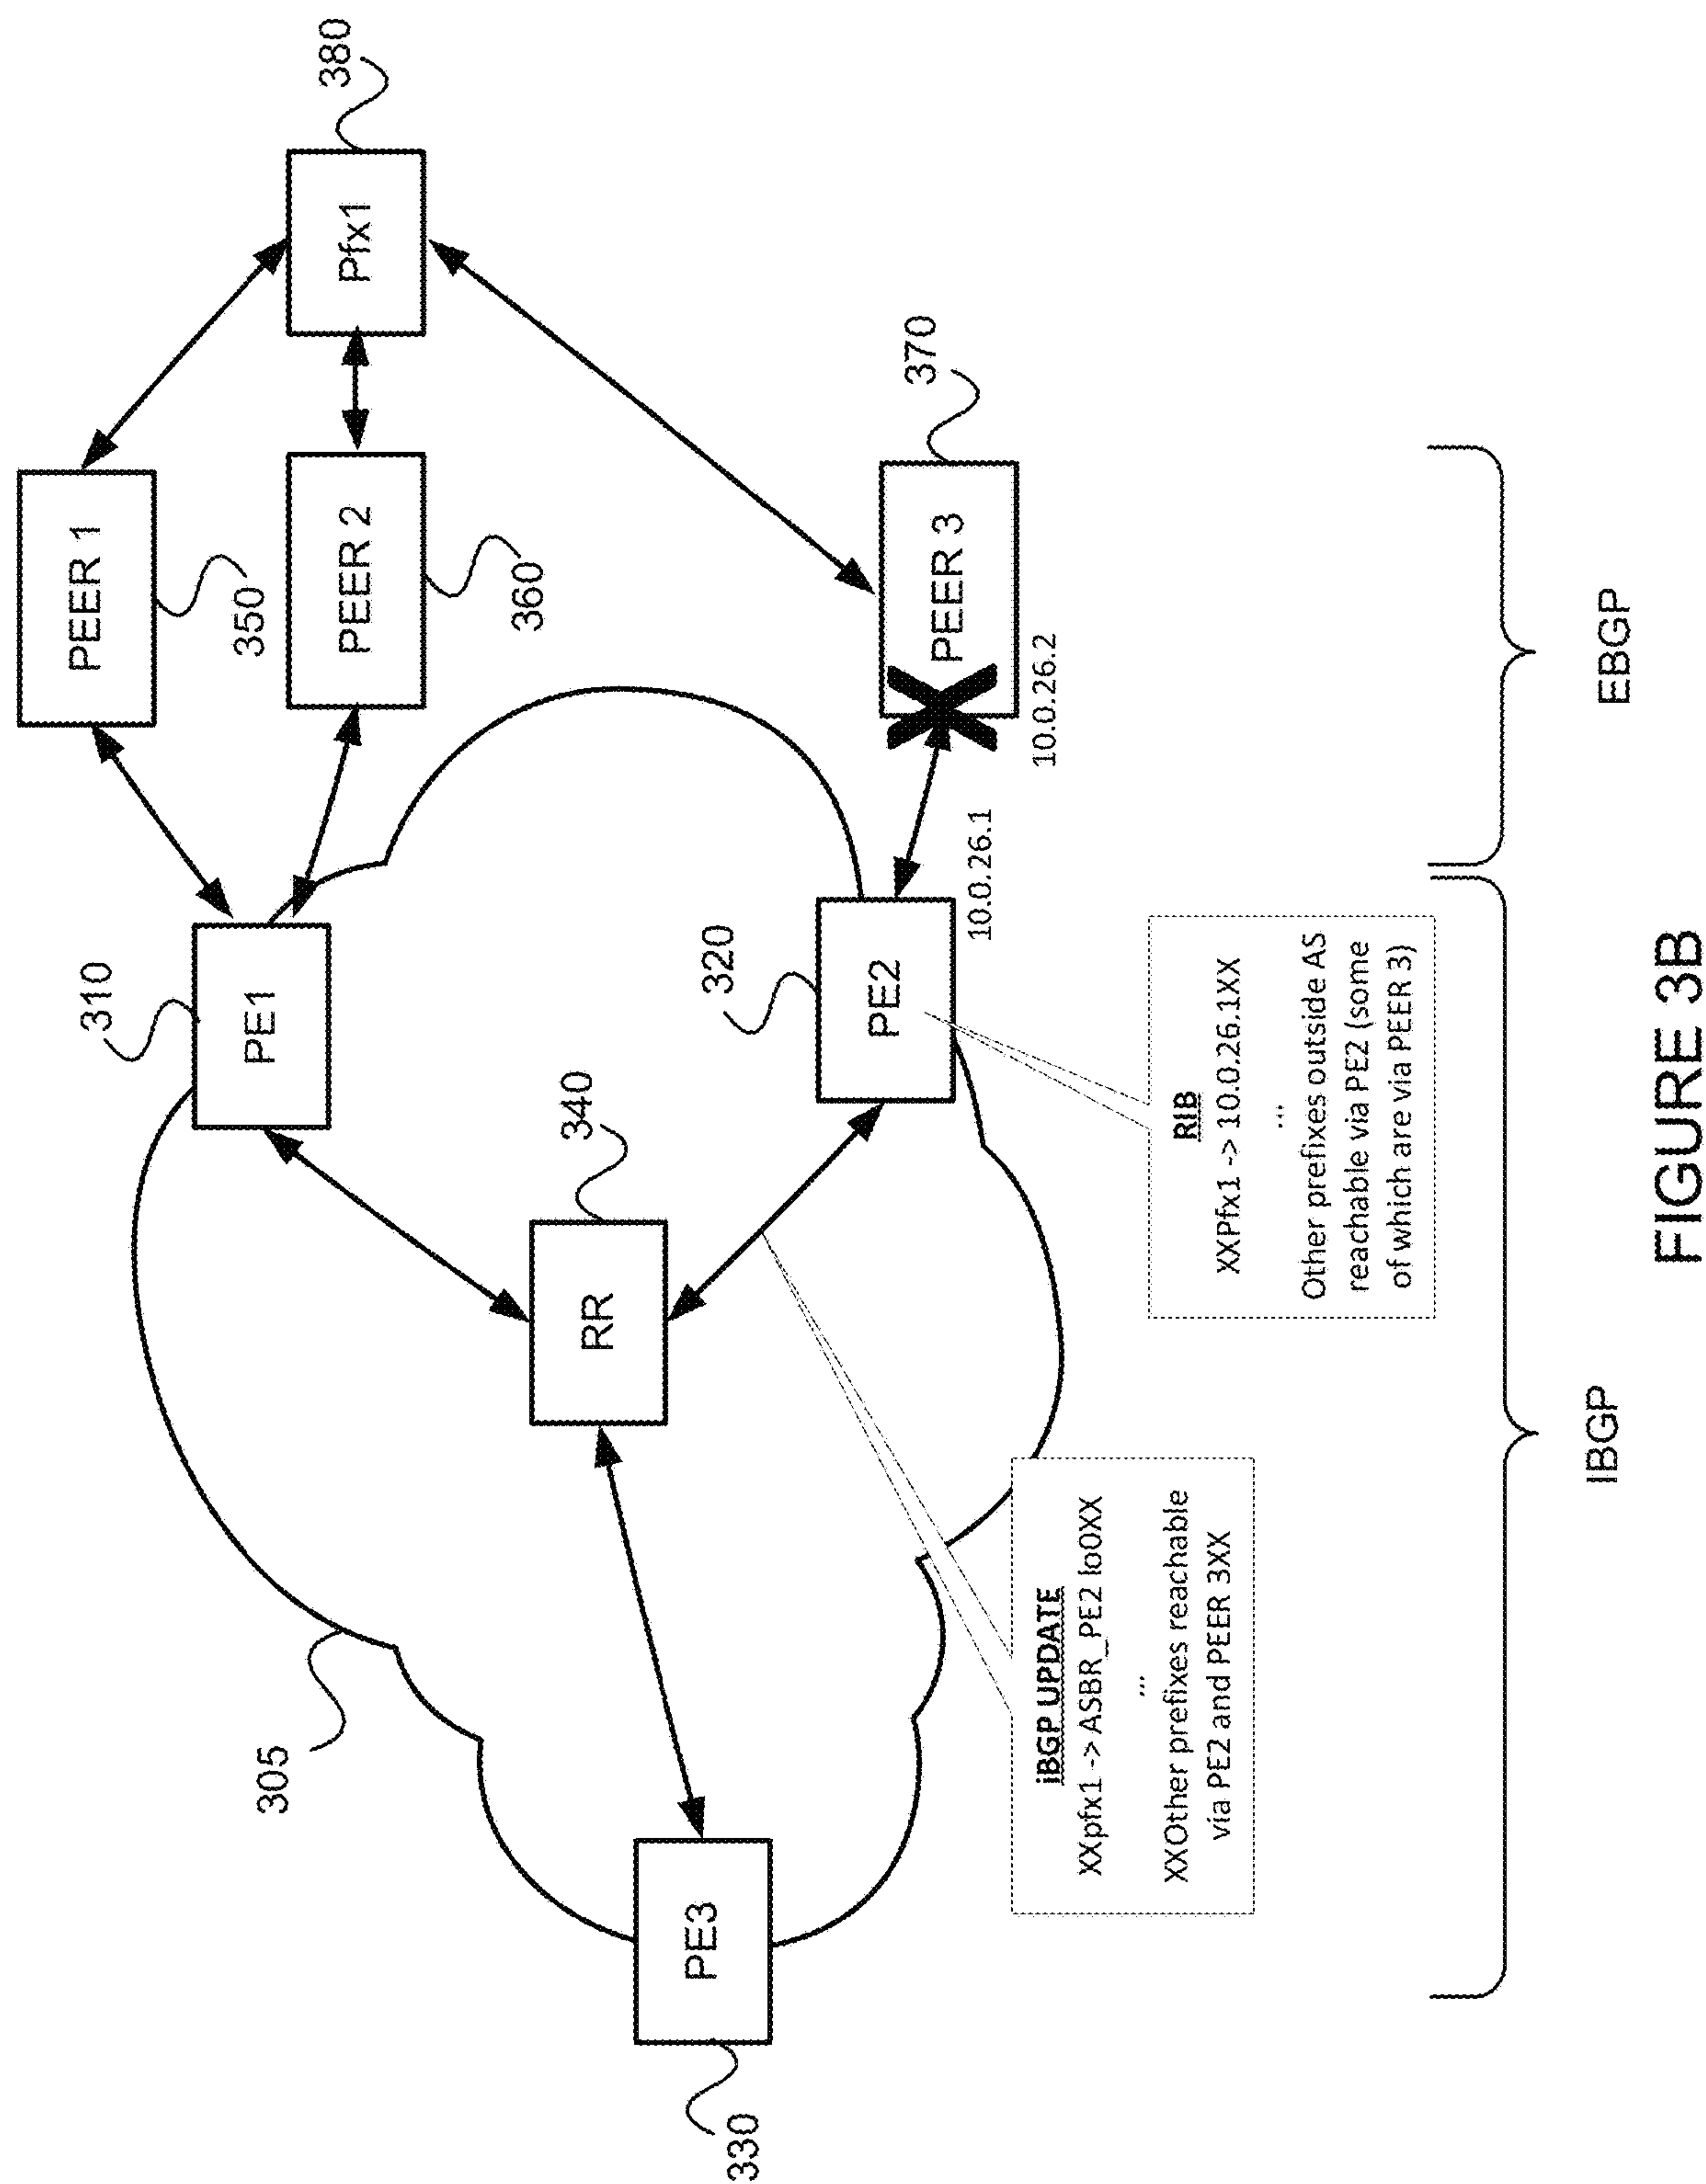 380
Pfx1
PEER 1
350
PEER 2
360
370
PEER 3
10.0.26.2
10.0.26.1
310
PE1
320
PE2
340
RR
305
PE3
330
RIB
XXPfx1 -> 10.0.26.1XX
...
Other prefixes outside AS
reachable via PE2 (some
of which are via PEER 3)
iBGP UPDATE
XXpfx1 -> ASBR_PE2 lo0XX
...
XXOther prefixes reachable
via PE2 and PEER 3XX
IBGP
EBGP
FIGURE 3B